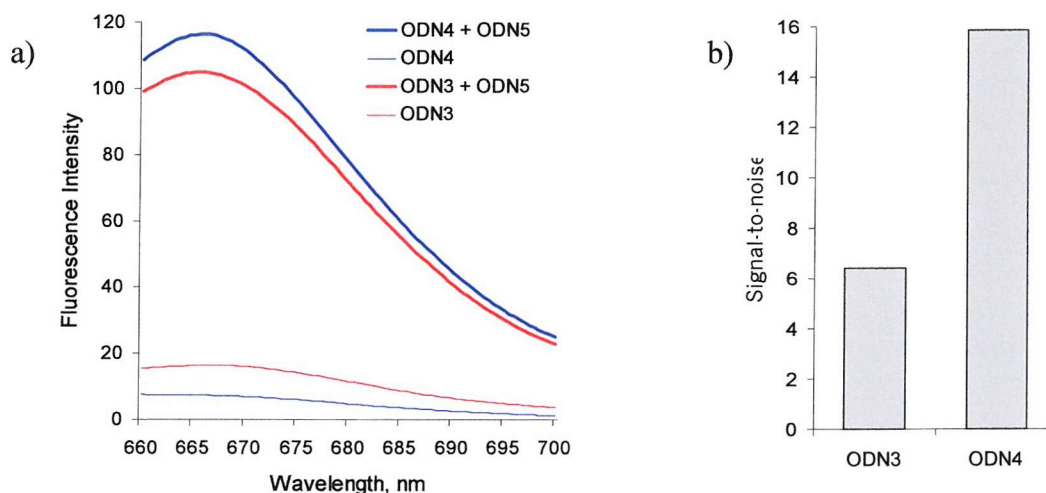 a)
Fluorescence Intensity
120
100
80
60
40
20
0
660 665 670 675 680 685 690 695 700
Wavelength, nm
ODN4 + ODN5
ODN4
ODN3 + ODN5
ODN3
b)
Signal-to-noise
16
14
12
10
8
6
4
2
0
ODN3 ODN4